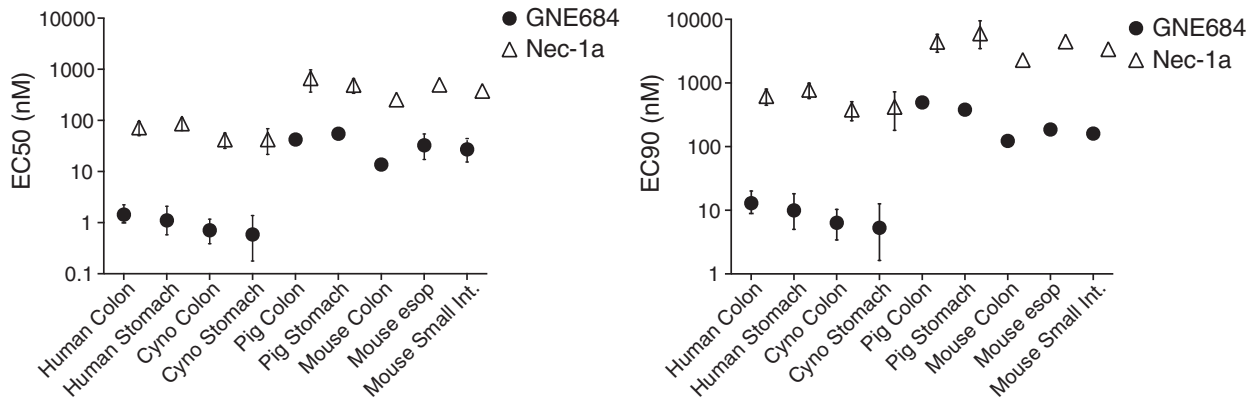 EC50 (nM)
10000
1000
100
10
1
0.1
GNE684
Nec-1a
Human Colon
Human Stomach
Cyno Colon
Cyno Stomach
Pig Colon
Pig Stomach
Mouse Colon
Mouse esop
Mouse Small Int.
EC90 (nM)
10000
1000
100
10
1
GNE684
Nec-1a
Human Colon
Human Stomach
Cyno Colon
Cyno Stomach
Pig Colon
Pig Stomach
Mouse Colon
Mouse esop
Mouse Small Int.